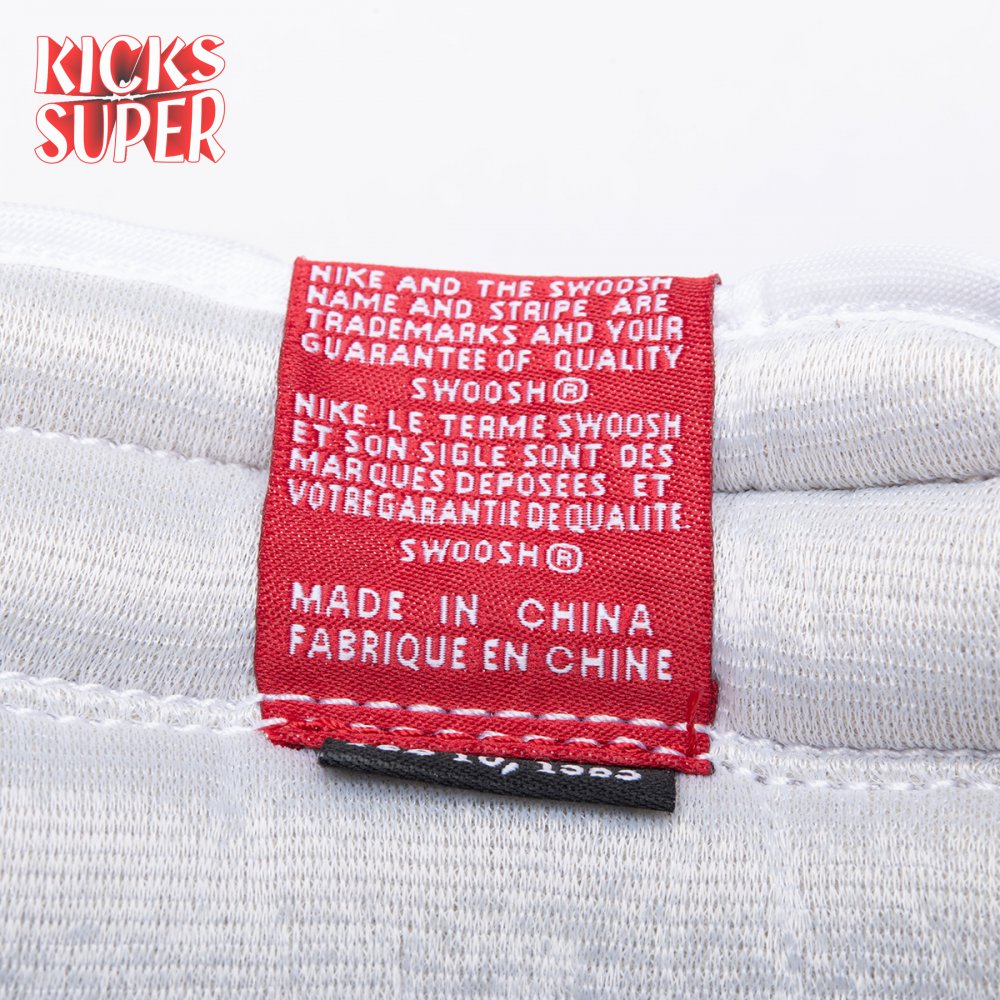 KICKS
SUPER
NIKE AND THE SWOOSH
NAME AND STRIPE ARE
TRADEMARKS AND YOUR
GUARANTEE OF QUALITY
SWOOSH®
NIKE. LE TERME SWOOSH
ET SON SIGLE SONT DES
MARQUES DEPOSEES ET
VOTRE GARANTIE DE QUALITE.
SWOOSH®
MADE IN CHINA
FABRIQUE EN CHINE